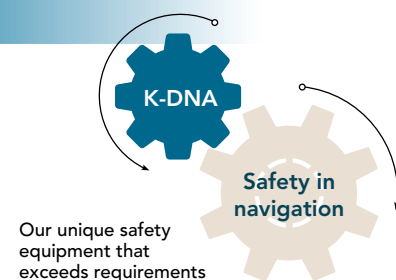 K-DNA
Safety in
navigation
Our unique safety
equipment that
exceeds requirements